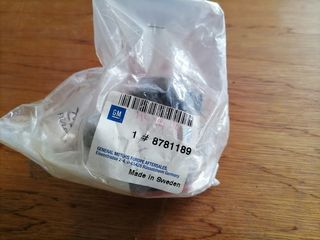 GM
1 # 8781189
GENERAL MOTORS EUROPE AFTERSALES
Made in Sweden